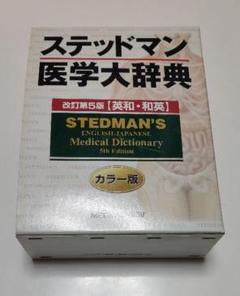 ステッドマン
医学大辞典
改訂第5版【英和・和英】
STEDMAN'S
ENGLISH-JAPANESE
Medical Dictionary
5th Edition
カラー版